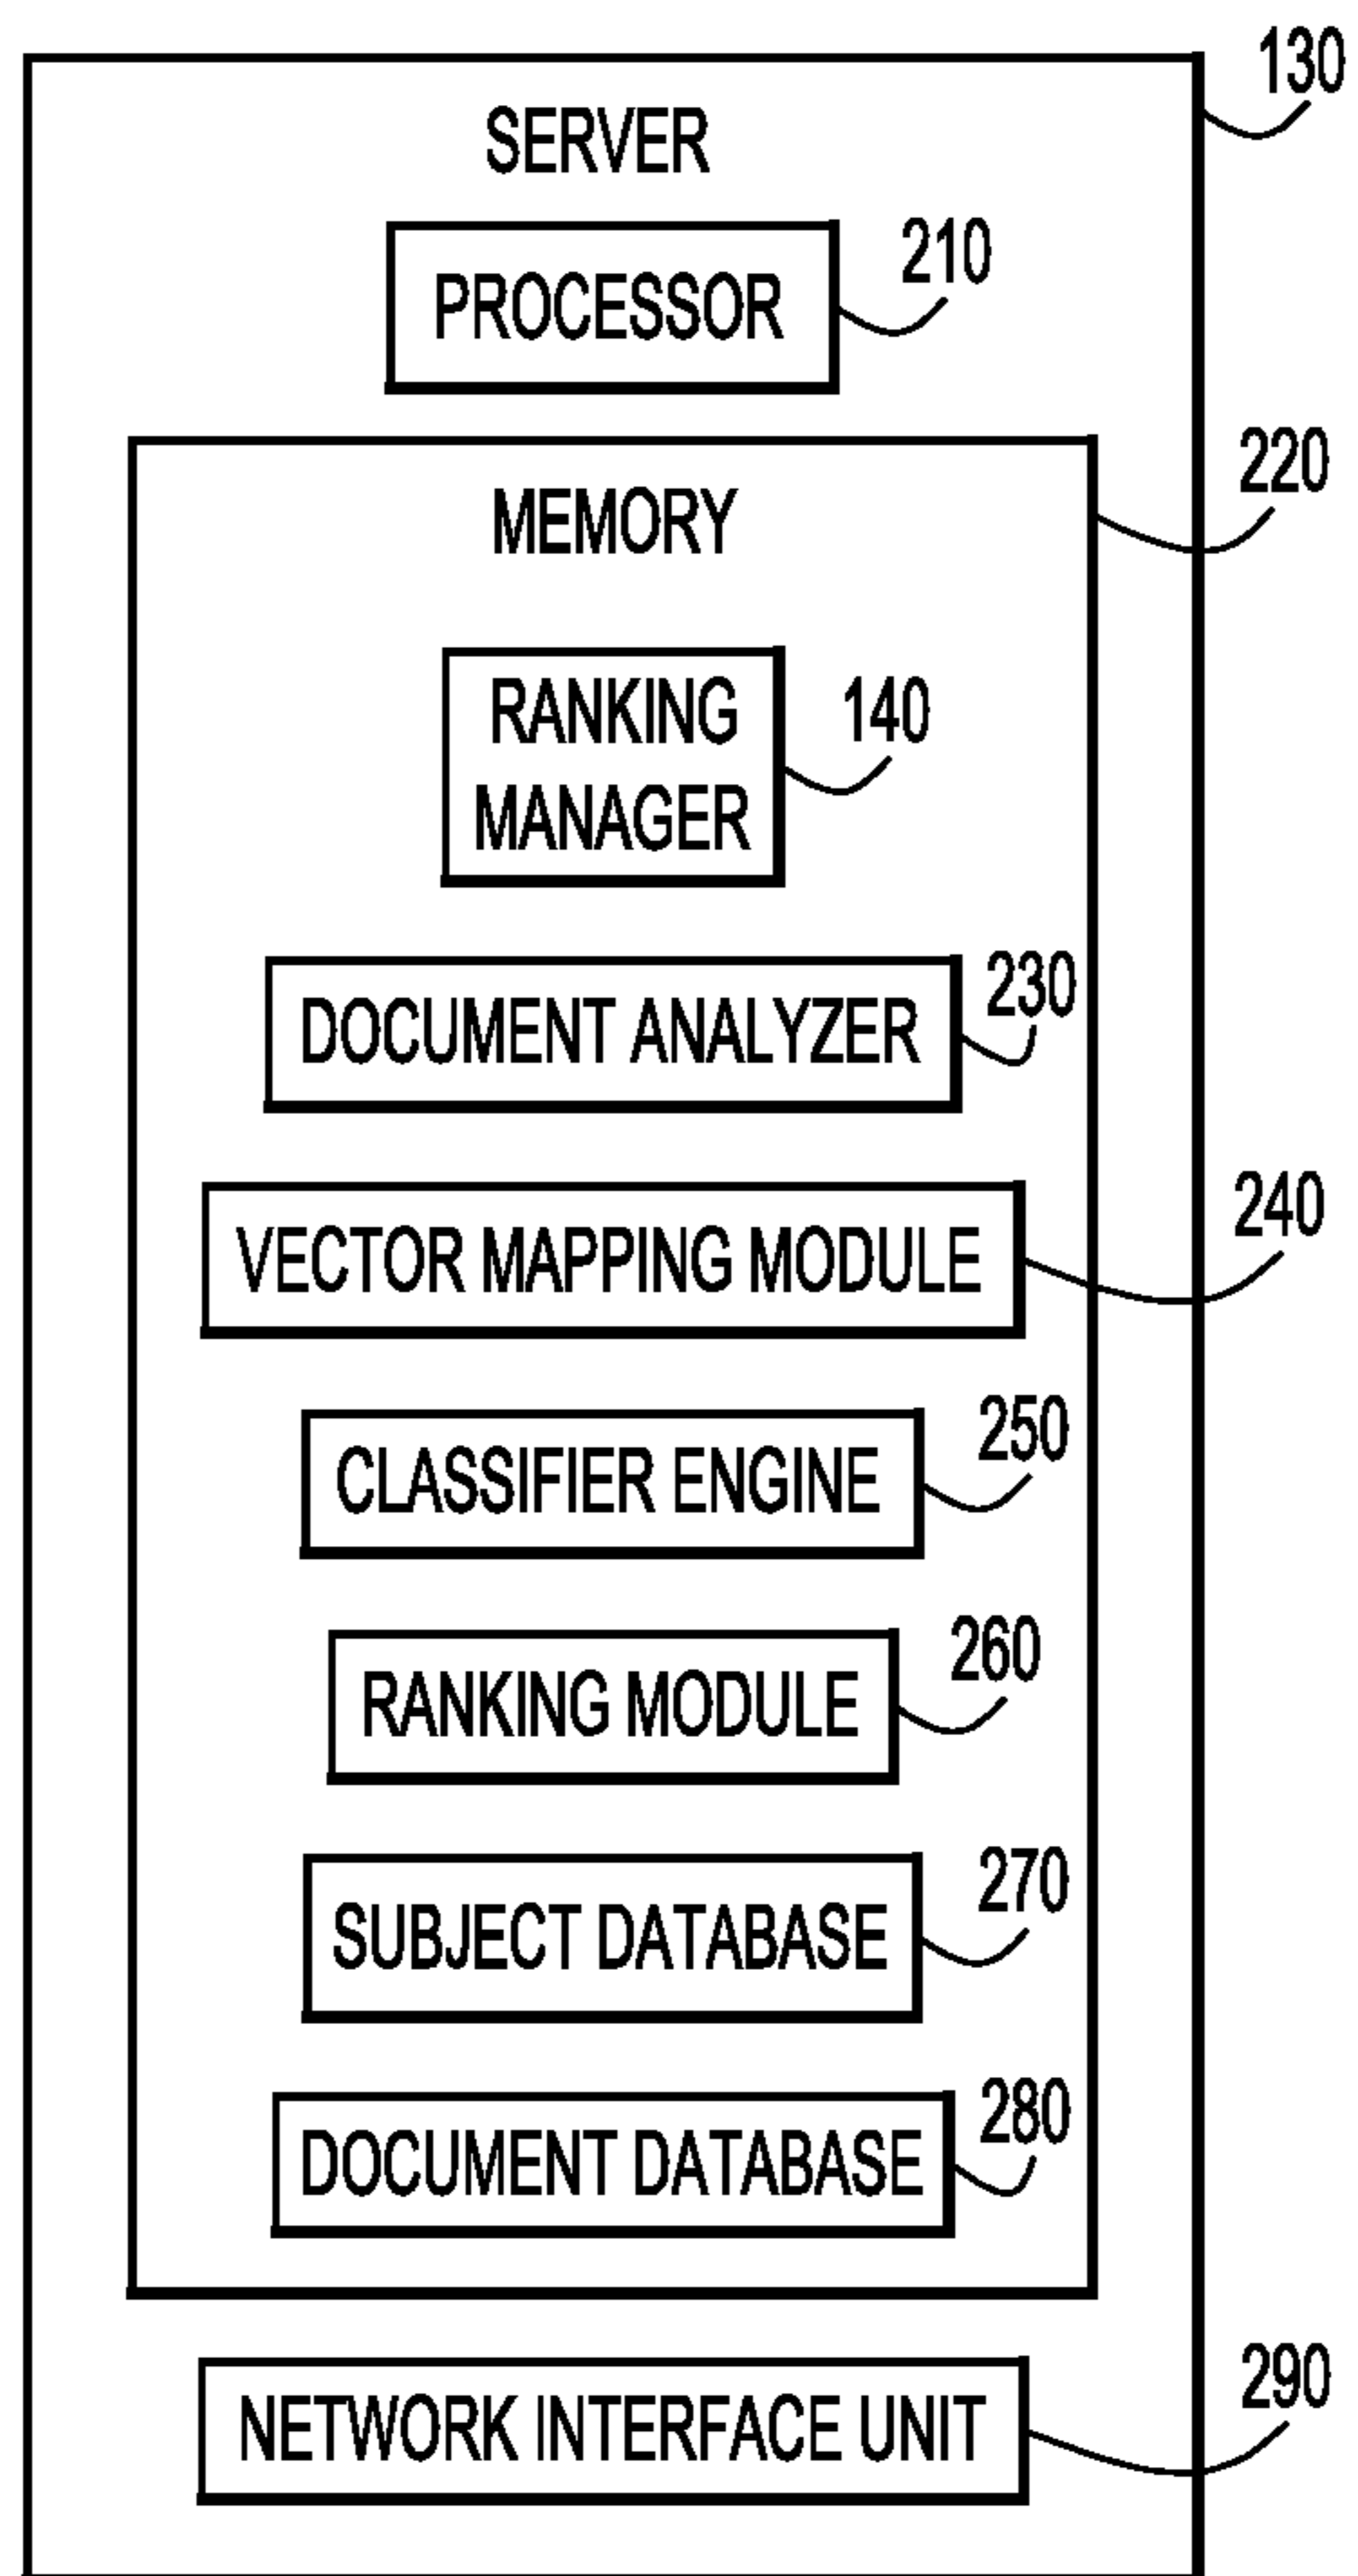 130
SERVER
PROCESSOR
210
220
MEMORY
RANKING
MANAGER
140
DOCUMENT ANALYZER
230
VECTOR MAPPING MODULE
240
CLASSIFIER ENGINE
250
RANKING MODULE
260
SUBJECT DATABASE
270
DOCUMENT DATABASE
280
NETWORK INTERFACE UNIT
290